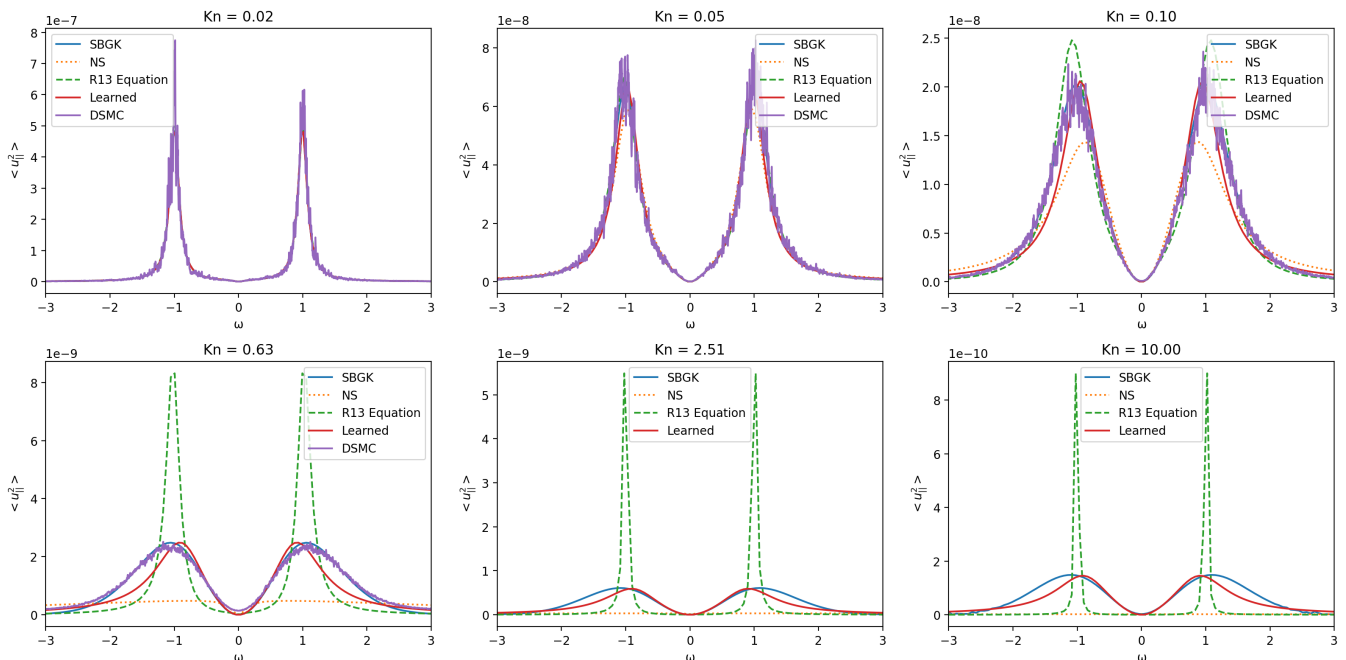 Kn = 0.02
1e−7
SBGK
NS
R13 Equation
Learned
DSMC
8
7
6
5
4
3
2
1
0
< u²|| >
−3 −2 −1 0 1 2 3
ω
Kn = 0.05
1e−8
SBGK
NS
R13 Equation
Learned
DSMC
8
6
4
2
0
< u²|| >
−3 −2 −1 0 1 2 3
ω
Kn = 0.10
1e−8
SBGK
NS
R13 Equation
Learned
DSMC
2.5
2.0
1.5
1.0
0.5
0.0
< u²|| >
−3 −2 −1 0 1 2 3
ω
Kn = 0.63
1e−9
SBGK
NS
R13 Equation
Learned
DSMC
8
6
4
2
0
< u²|| >
−3 −2 −1 0 1 2 3
ω
Kn = 2.51
1e−9
SBGK
NS
R13 Equation
Learned
5
4
3
2
1
0
< u²|| >
−3 −2 −1 0 1 2 3
ω
Kn = 10.00
1e−10
SBGK
NS
R13 Equation
Learned
8
6
4
2
0
< u²|| >
−3 −2 −1 0 1 2 3
ω